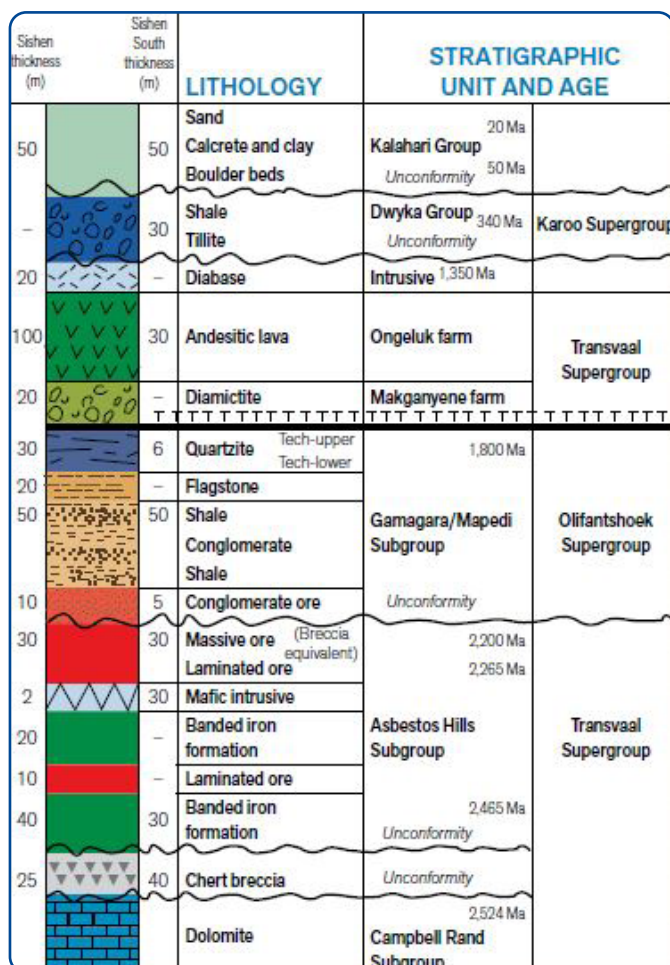 Sishen thickness (m)
Sishen South thickness (m)
LITHOLOGY
STRATIGRAPHIC
UNIT AND AGE
50
50
Sand
Calcrete and clay
Boulder beds
20 Ma
Kalahari Group
Unconformity 50 Ma
–
30
Shale
Tillite
Dwyka Group 340 Ma
Unconformity
Karoo Supergroup
20
–
Diabase
Intrusive 1,350 Ma
100
30
Andesitic lava
Ongeluk farm
Transvaal
Supergroup
20
–
Diamictite
Makganyene farm
T T T T T T T T T T T T T T T T T T T T T T T T T T T T T T
30
6
Quartzite
Tech-upper
Tech-lower
1,800 Ma
20
–
Flagstone
50
50
Shale
Conglomerate
Shale
Gamagara/Mapedi
Subgroup
Olifantshoek
Supergroup
10
5
Conglomerate ore
Unconformity
30
30
Massive ore (Breccia
equivalent)
Laminated ore
2,200 Ma
2,265 Ma
2
30
Mafic intrusive
20
–
Banded iron
formation
Asbestos Hills
Subgroup
Transvaal
Supergroup
10
–
Laminated ore
40
30
Banded iron
formation
2,465 Ma
Unconformity
25
40
Chert breccia
Unconformity
2,524 Ma
Dolomite
Campbell Rand
Subgroup